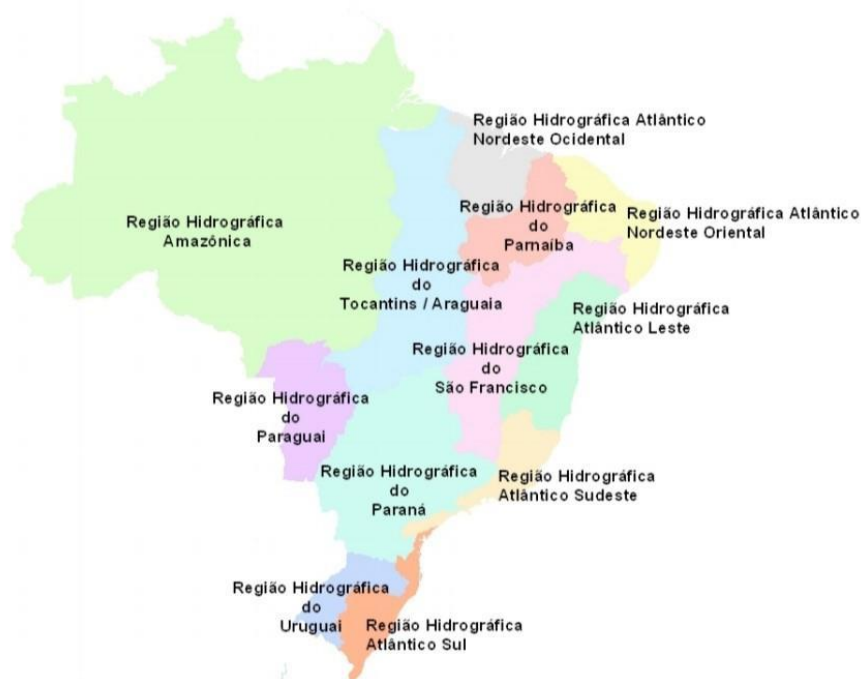 Região Hidrográfica Atlântico
Nordeste Ocidental
Região Hidrográfica
Amazónica
Região Hidrográfica
do
Parnaíba
Região Hidrográfica Atlântico
Nordeste Oriental
Região Hidrográfica
do
Tocantins / Araguaia
Região Hidrográfica
Atlântico Leste
Região Hidrográfica
do
São Francisco
Região Hidrográfica
do
Paraguai
Região Hidrográfica
do
Paraná
Região Hidrográfica
Atlântico Sudeste
Região Hidrográfica
do
Uruguai
Região Hidrográfica
Atlântico Sul